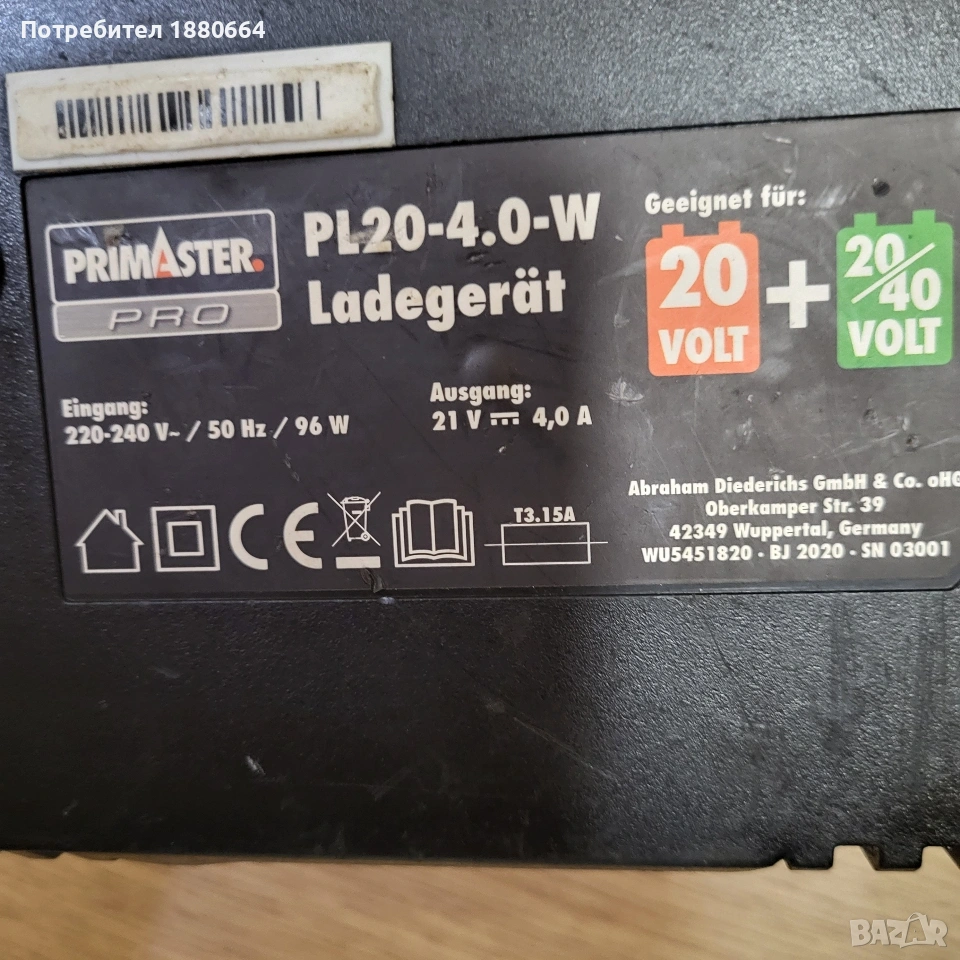 Потребител 1880664
PRIMASTER.
PRO
PL20-4.0-W
Ladegerät
Geeignet für:
20
VOLT
+
20/40
VOLT
Eingang:
220-240 V~ / 50 Hz / 96 W
Ausgang:
21 V ⎓ 4,0 A
CE
T3.15A
Abraham Diederichs GmbH & Co. oHG
Oberkamper Str. 39
42349 Wuppertal, Germany
WU5451820 - BJ 2020 - SN 03001
BAZAR